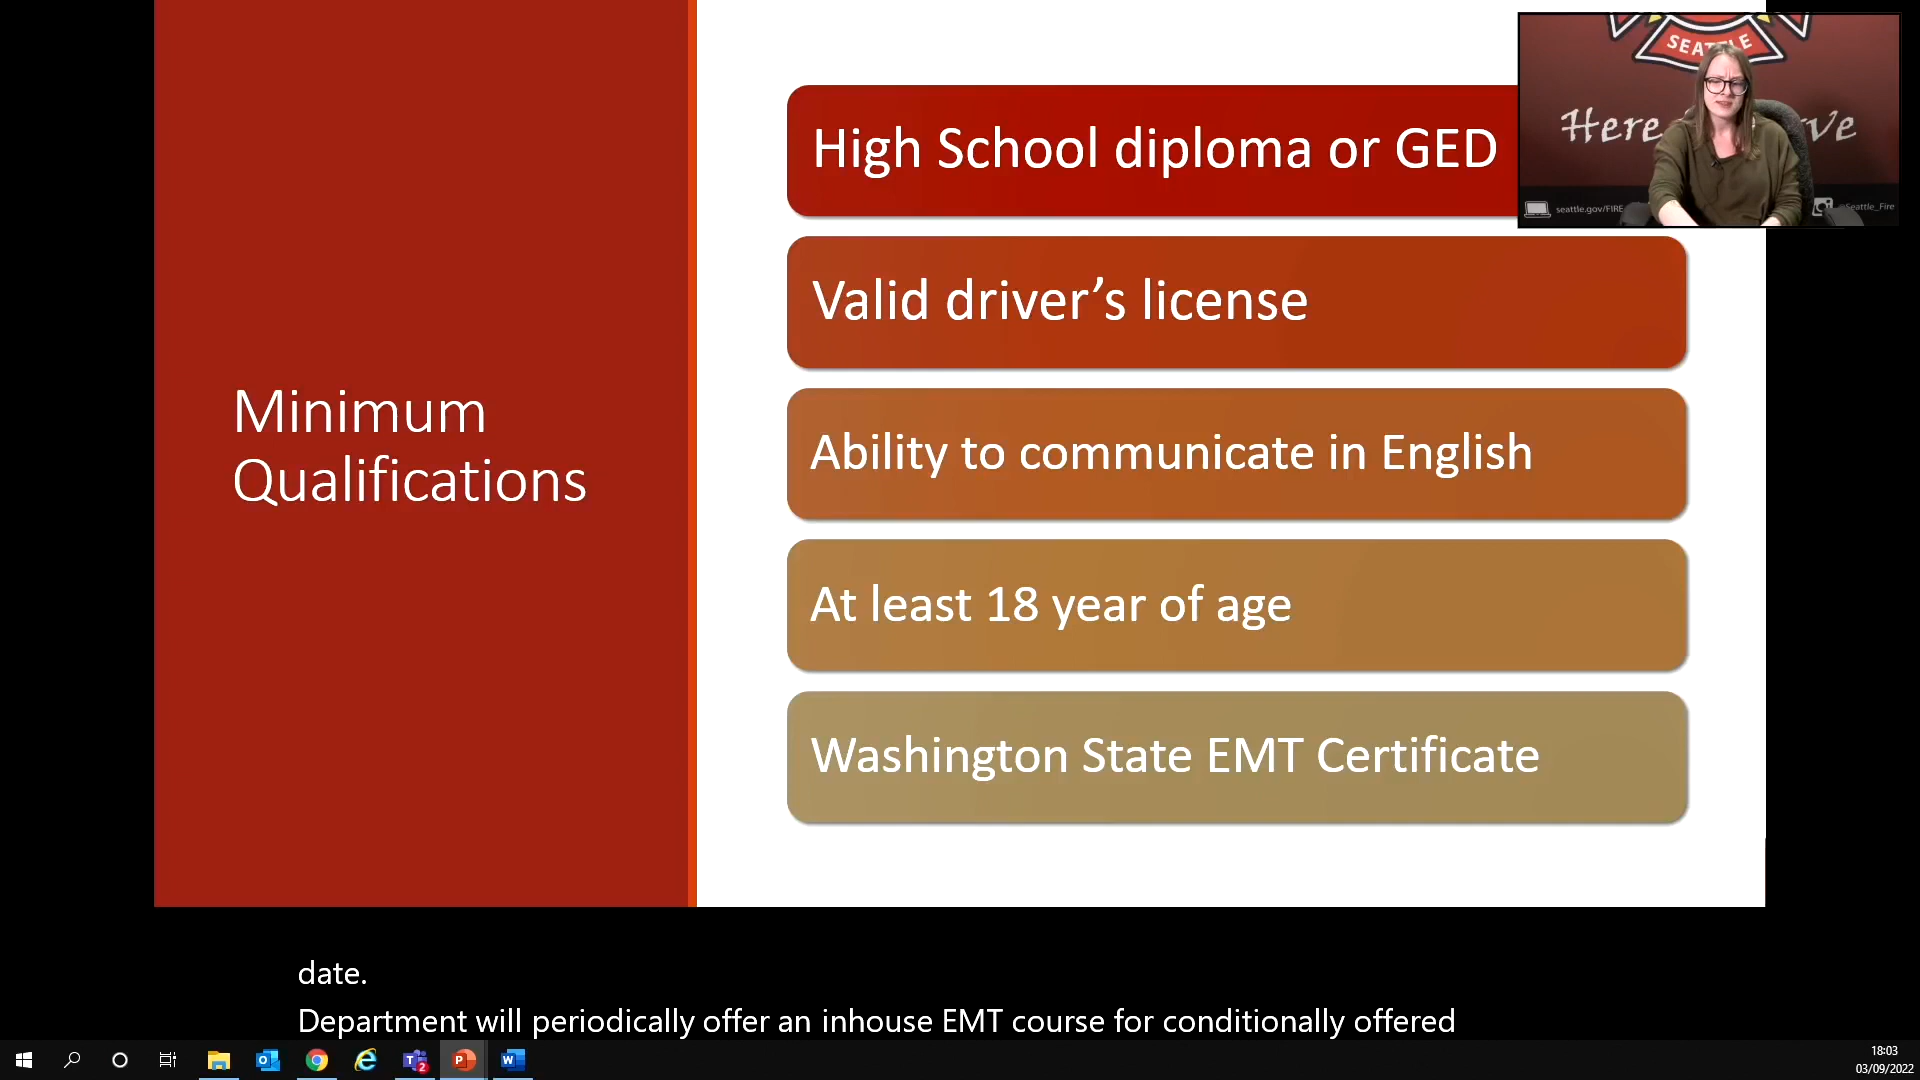 High School diploma or GED
Valid driver’s license
Minimum
Qualifications
Ability to communicate in English
At least 18 year of age
Washington State EMT Certificate
SEATTLE
Here
seattle.gov/FIRE
@Seattle_Fire
date.
Department will periodically offer an inhouse EMT course for conditionally offered
18:03
03/09/2022